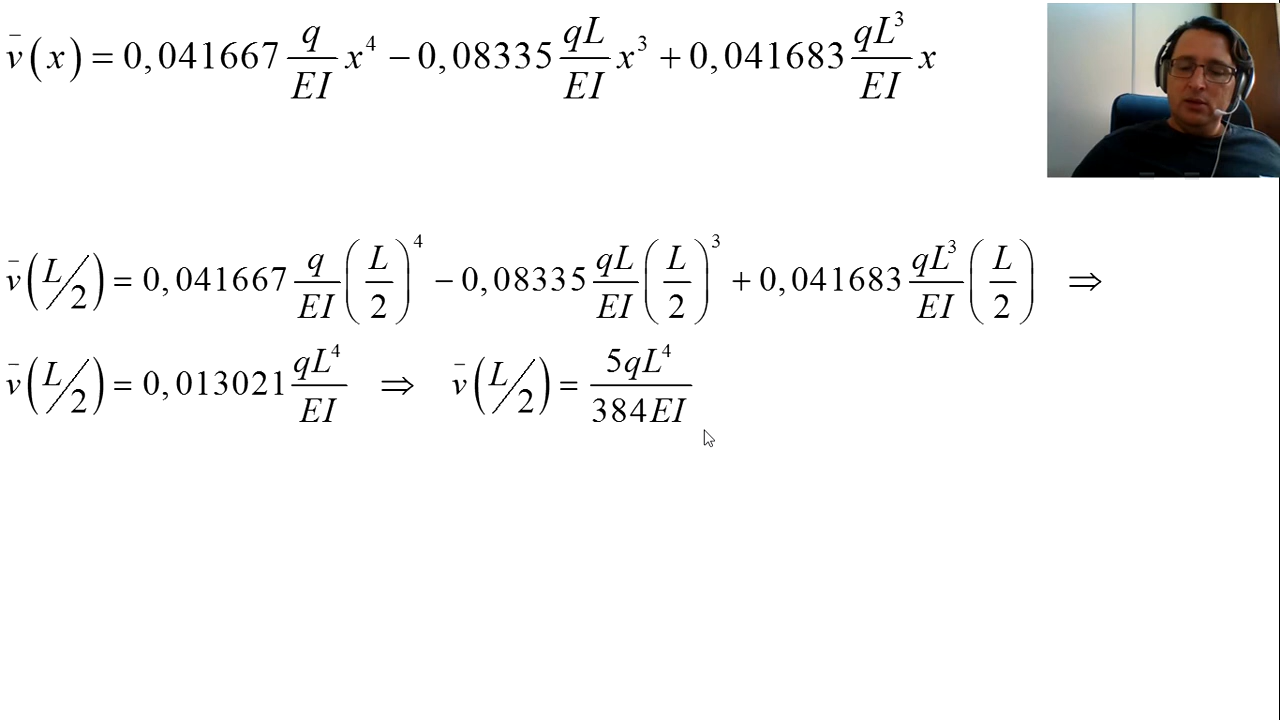 v̄(x) = 0,041667 q/EI x⁴ − 0,08335 qL/EI x³ + 0,041683 qL³/EI x
v̄(L/2) = 0,041667 q/EI (L/2)⁴ − 0,08335 qL/EI (L/2)³ + 0,041683 qL³/EI (L/2) ⇒
v̄(L/2) = 0,013021 qL⁴/EI ⇒ v̄(L/2) = 5qL⁴/384EI